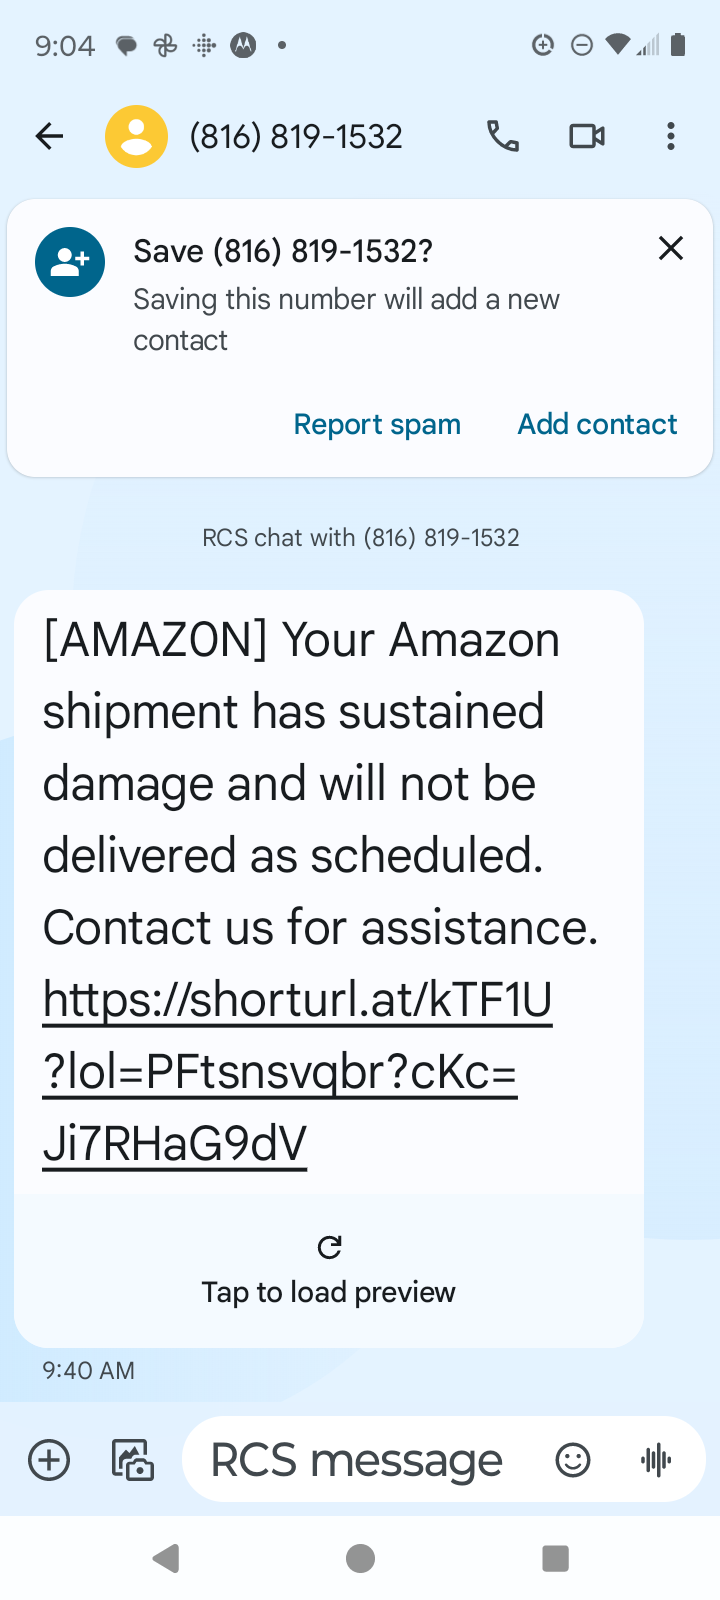 9:04
(816) 819-1532
Save (816) 819-1532?
Saving this number will add a new
contact
Report spam Add contact
RCS chat with (816) 819-1532
[AMAZ0N] Your Amazon
shipment has sustained
damage and will not be
delivered as scheduled.
Contact us for assistance.
https://shorturl.at/kTF1U
?lol=PFtsnsvqbr?cKc=
Ji7RHaG9dV
Tap to load preview
9:40 AM
RCS message